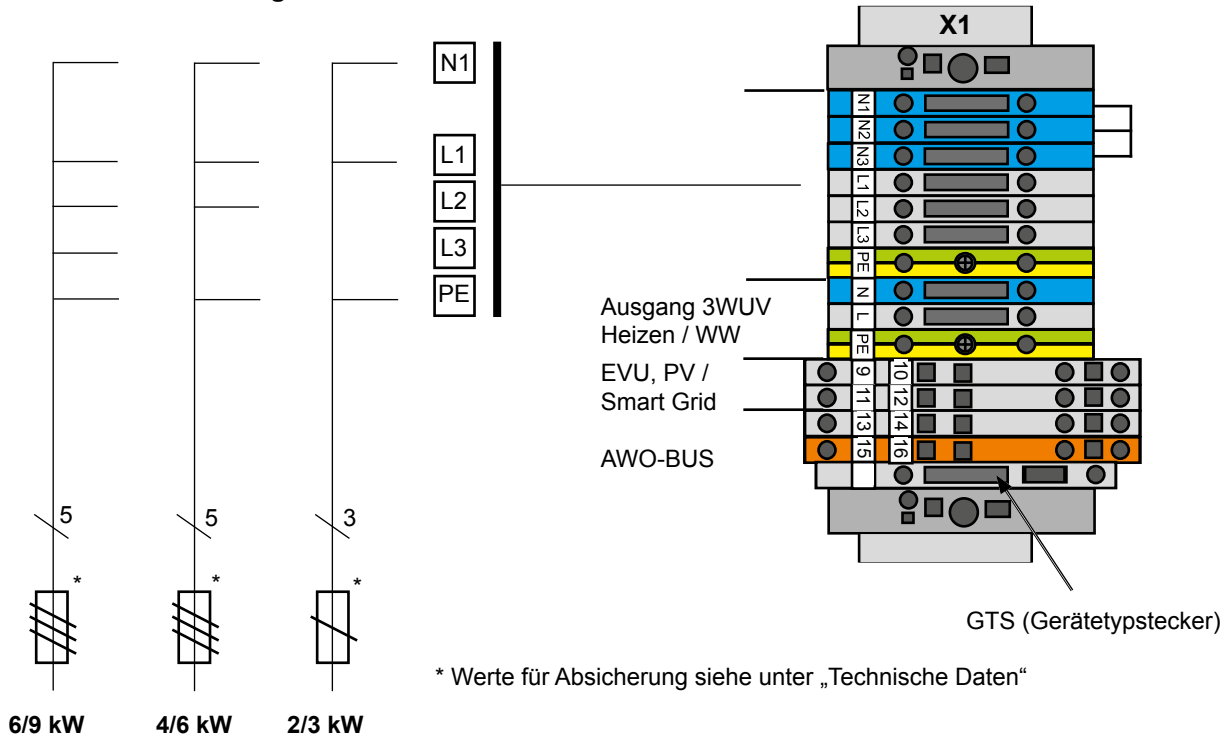 X1
N1
L1
L2
L3
PE
N1
N2
N3
L1
L2
L3
PE
N
L
PE
9 10
11 12
13 14
15 16
Ausgang 3WUV
Heizen / WW
EVU, PV /
Smart Grid
AWO-BUS
5 5 3
* * *
GTS (Gerätetypstecker)
* Werte für Absicherung siehe unter „Technische Daten“
6/9 kW 4/6 kW 2/3 kW